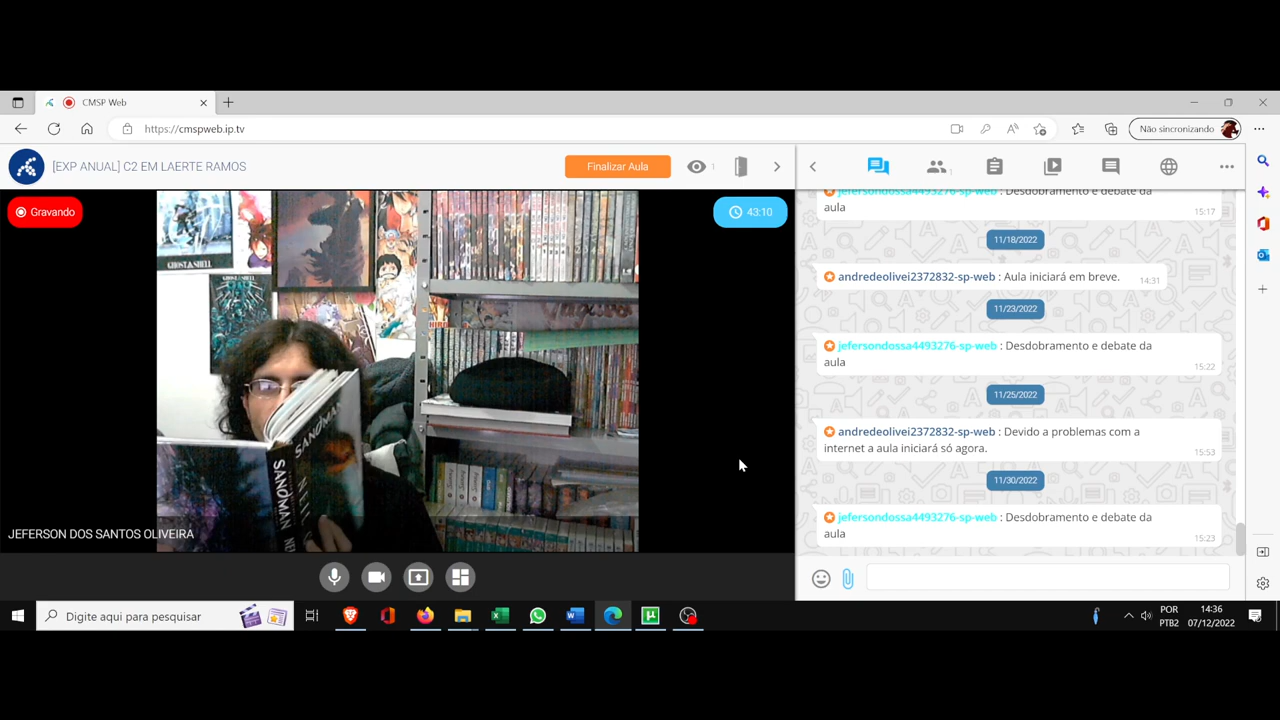 CMSP Web
https://cmspweb.ip.tv
Não sincronizando
[EXP ANUAL] C2 EM LAERTE RAMOS
Finalizar Aula
1
1
Gravando
43:10
GHOST SHELL
SANDMAN
SANDMAN
JEFERSON DOS SANTOS OLIVEIRA
jefersondossa4493276-sp-web : Desdobramento e debate da
aula
15:17
11/18/2022
andredeolivei2372832-sp-web : Aula iniciará em breve.
14:31
11/23/2022
jefersondossa4493276-sp-web : Desdobramento e debate da
aula
15:22
11/25/2022
andredeolivei2372832-sp-web : Devido a problemas com a
internet a aula iniciará só agora.
15:53
11/30/2022
jefersondossa4493276-sp-web : Desdobramento e debate da
aula
15:23
Digite aqui para pesquisar
POR
PTB2
14:36
07/12/2022